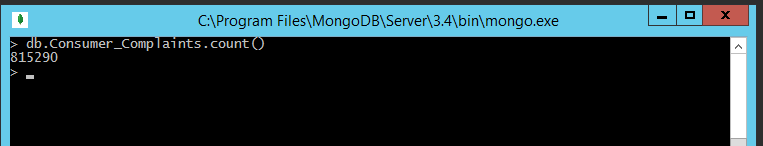 C:\Program Files\MongoDB\Server\3.4\bin\mongo.exe
> db.Consumer_Complaints.count()
815290
>